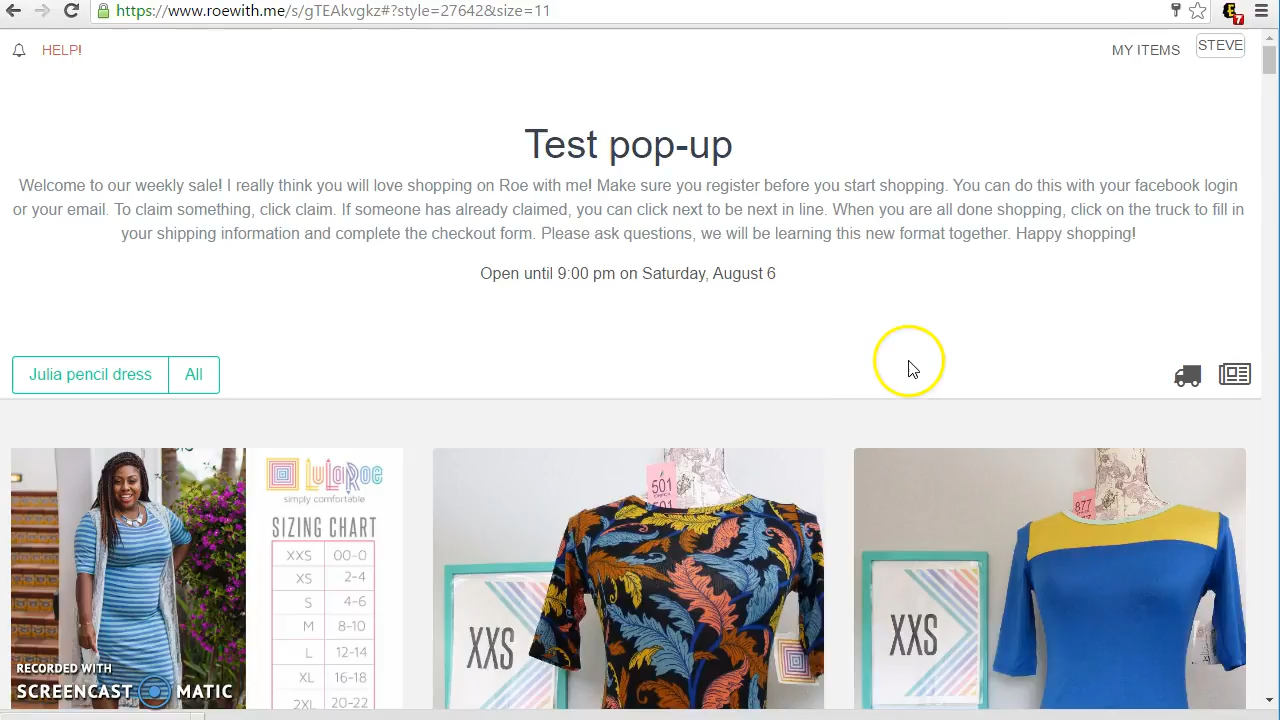 https://www.roewith.me/s/gTEAkvgkz#?style=27642&size=11
7
HELP!
MY ITEMS
STEVE
Test pop-up
Welcome to our weekly sale! I really think you will love shopping on Roe with me! Make sure you register before you start shopping. You can do this with your facebook login
or your email. To claim something, click claim. If someone has already claimed, you can click next to be next in line. When you are all done shopping, click on the truck to fill in
your shipping information and complete the checkout form. Please ask questions, we will be learning this new format together. Happy shopping!
Open until 9:00 pm on Saturday, August 6
Julia pencil dress
All
LuLaRoe
simply comfortable
SIZING CHART
XXS 00-0
XS 2-4
S 4-6
M 8-10
L 12-14
XL 16-18
2XL 20-22
RECORDED WITH
SCREENCAST MATIC
501
XXS
877
XXS